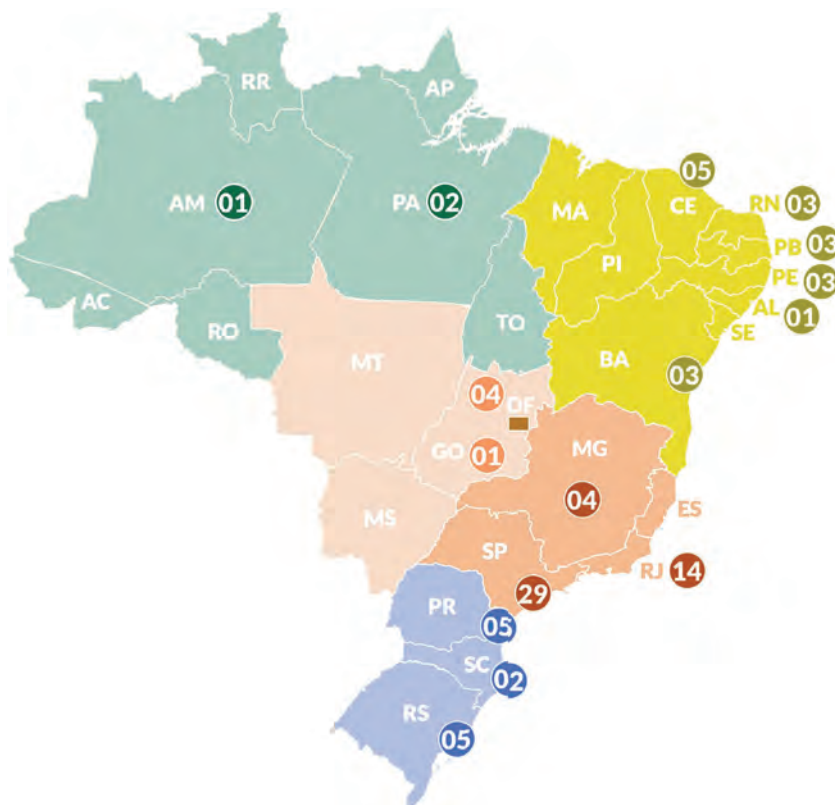 RR
AP
AM 01
PA 02
05
MA
CE
RN 03
PB 03
PI
PE 03
AC
RO
TO
AL 01
SE
MT
BA
03
04
DF
GO 01
MG
04
MS
ES
SP
RJ 14
29
PR
05
SC
02
RS
05